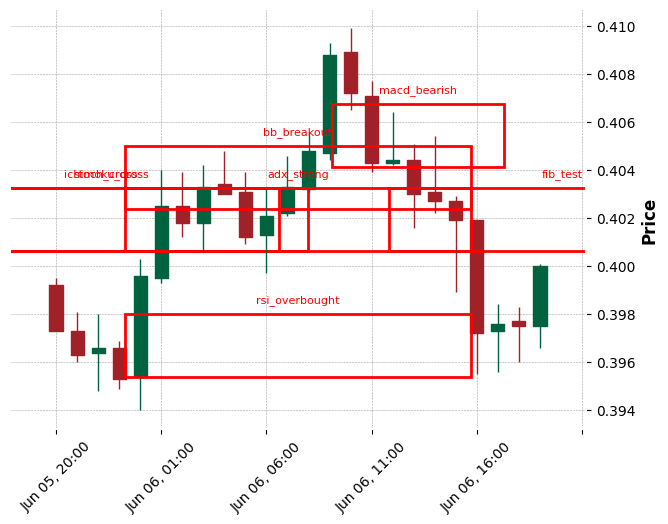 0.410
0.408
macd_bearish
0.406
bb_breakout
0.404
adx_strong
fib_test
0.402
Price
0.400
rsi_overbought
0.398
0.396
0.394
Jun 05, 20:00
Jun 06, 01:00
Jun 06, 06:00
Jun 06, 11:00
Jun 06, 16:00